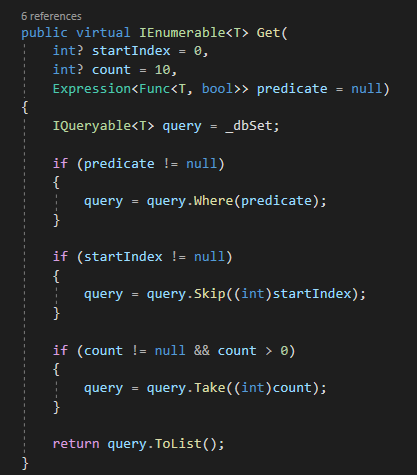 6 references
public virtual IEnumerable<T> Get(
    int? startIndex = 0,
    int? count = 10,
    Expression<Func<T, bool>> predicate = null)
{
    IQueryable<T> query = _dbSet;

    if (predicate != null)
    {
        query = query.Where(predicate);
    }

    if (startIndex != null)
    {
        query = query.Skip((int)startIndex);
    }

    if (count != null && count > 0)
    {
        query = query.Take((int)count);
    }

    return query.ToList();
}